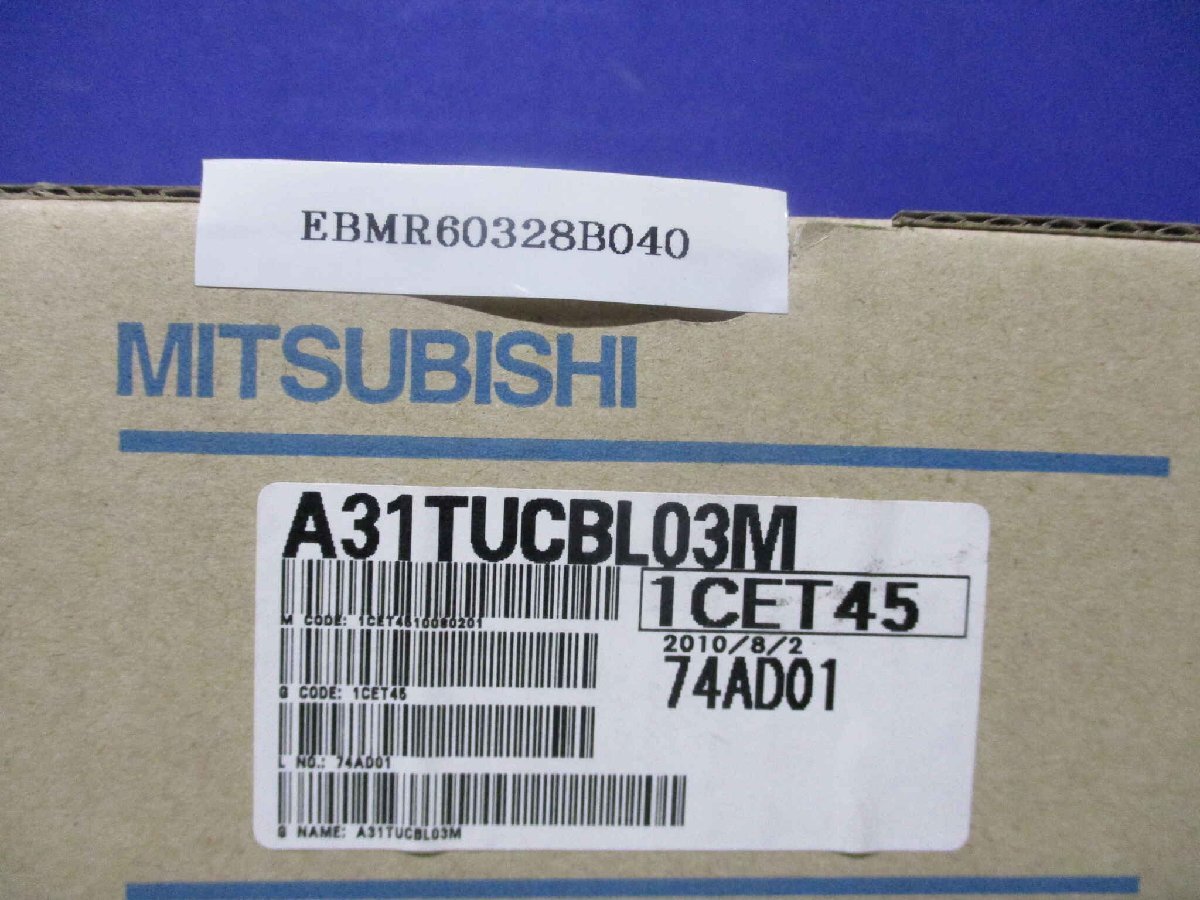 EBMR60328B040
MITSUBISHI
A31TUCBL03M
1CET45
M CODE: 1CET4510080201
2010/8/2
74AD01
G CODE: 1CET45
L NO.: 74AD01
G NAME: A31TUCBL03M